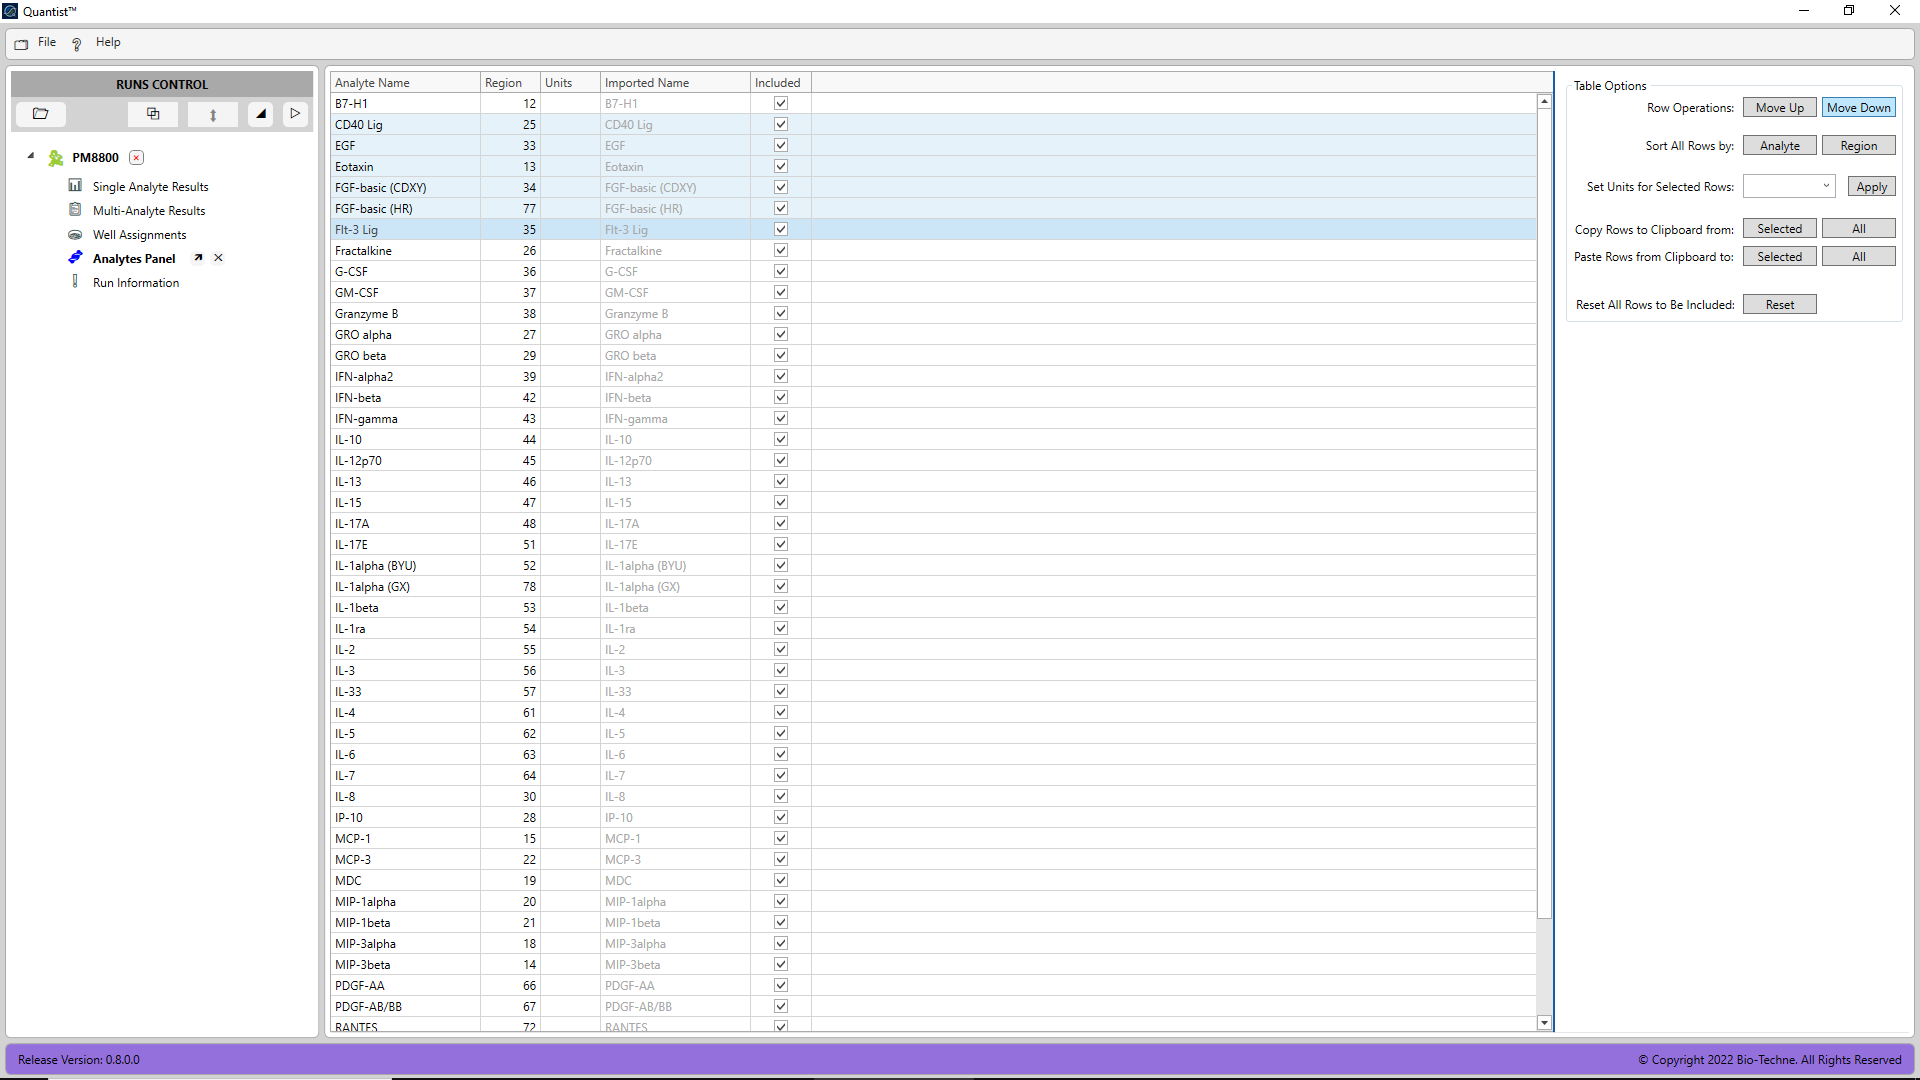 Quantist™
File Help
RUNS CONTROL
PM8800
Single Analyte Results
Multi-Analyte Results
Well Assignments
Analytes Panel
Run Information
Analyte Name Region Units Imported Name Included
B7-H1 12 B7-H1
CD40 Lig 25 CD40 Lig
EGF 33 EGF
Eotaxin 13 Eotaxin
FGF-basic (CDXY) 34 FGF-basic (CDXY)
FGF-basic (HR) 77 FGF-basic (HR)
Flt-3 Lig 35 Flt-3 Lig
Fractalkine 26 Fractalkine
G-CSF 36 G-CSF
GM-CSF 37 GM-CSF
Granzyme B 38 Granzyme B
GRO alpha 27 GRO alpha
GRO beta 29 GRO beta
IFN-alpha2 39 IFN-alpha2
IFN-beta 42 IFN-beta
IFN-gamma 43 IFN-gamma
IL-10 44 IL-10
IL-12p70 45 IL-12p70
IL-13 46 IL-13
IL-15 47 IL-15
IL-17A 48 IL-17A
IL-17E 51 IL-17E
IL-1alpha (BYU) 52 IL-1alpha (BYU)
IL-1alpha (GX) 78 IL-1alpha (GX)
IL-1beta 53 IL-1beta
IL-1ra 54 IL-1ra
IL-2 55 IL-2
IL-3 56 IL-3
IL-33 57 IL-33
IL-4 61 IL-4
IL-5 62 IL-5
IL-6 63 IL-6
IL-7 64 IL-7
IL-8 30 IL-8
IP-10 28 IP-10
MCP-1 15 MCP-1
MCP-3 22 MCP-3
MDC 19 MDC
MIP-1alpha 20 MIP-1alpha
MIP-1beta 21 MIP-1beta
MIP-3alpha 18 MIP-3alpha
MIP-3beta 14 MIP-3beta
PDGF-AA 66 PDGF-AA
PDGF-AB/BB 67 PDGF-AB/BB
RANTES 72 RANTES
Table Options
Row Operations: Move Up Move Down
Sort All Rows by: Analyte Region
Set Units for Selected Rows: Apply
Copy Rows to Clipboard from: Selected All
Paste Rows from Clipboard to: Selected All
Reset All Rows to Be Included: Reset
Release Version: 0.8.0.0
© Copyright 2022 Bio-Techne. All Rights Reserved